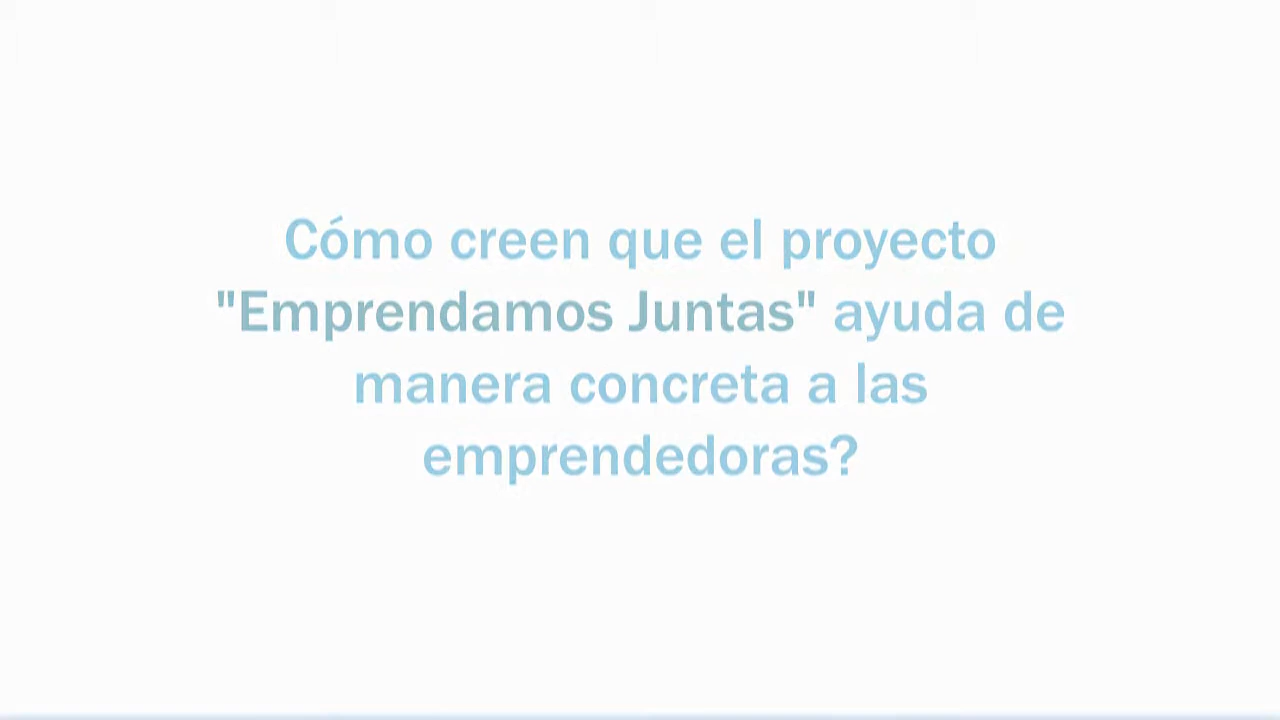 Cómo creen que el proyecto
"Emprendamos Juntas" ayuda de
manera concreta a las
emprendedoras?